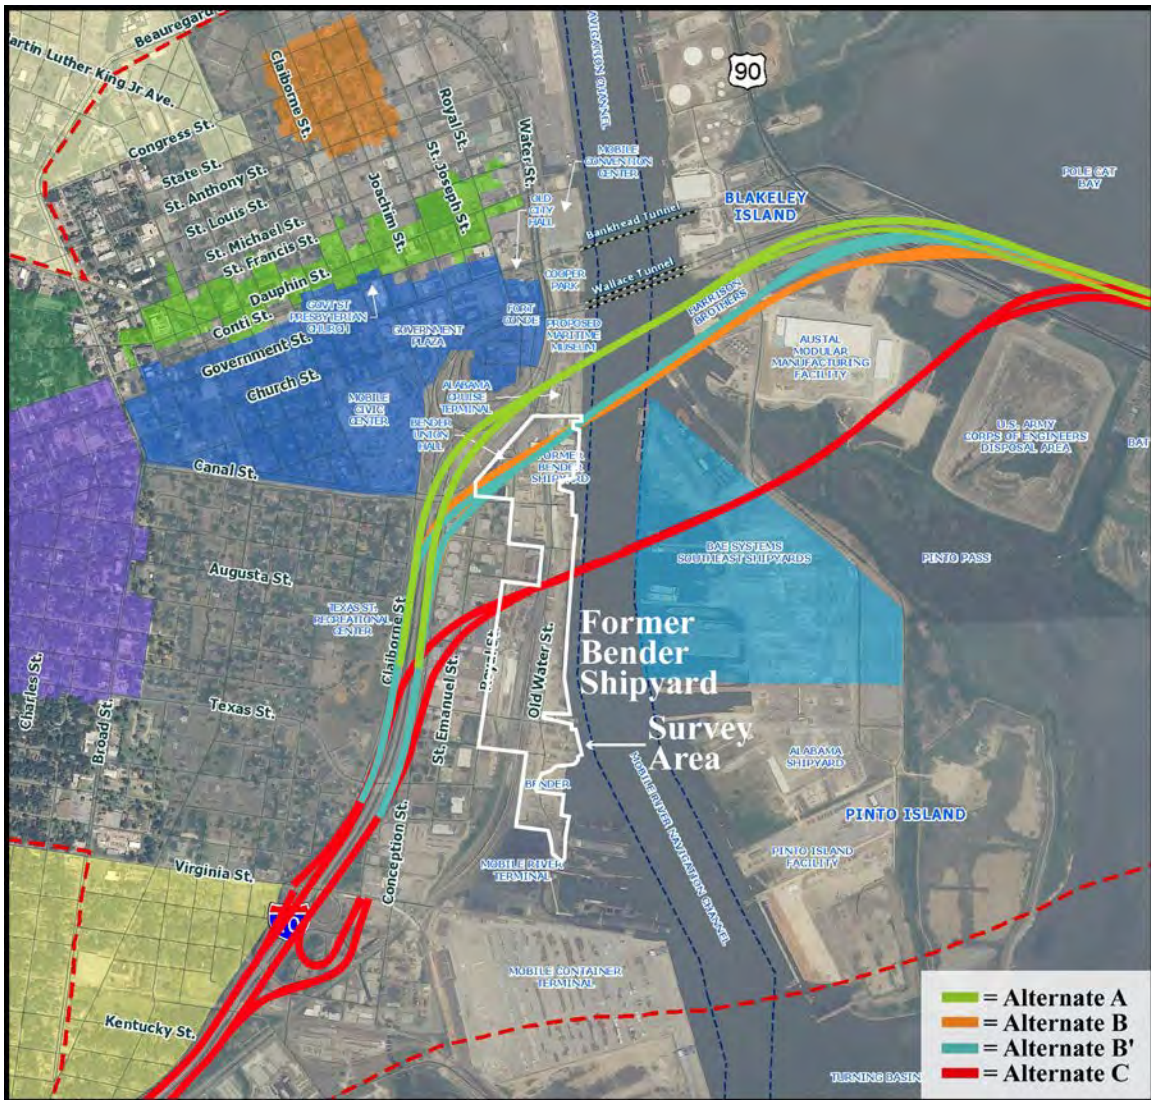 Beauregard
Martin Luther King Jr Ave.
Claiborne St.
Congress St.
State St.
St. Anthony St.
St. Louis St.
St. Michael St.
St. Francis St.
Dauphin St.
Conti St.
Government St.
Church St.
Joachim St.
Royal St.
St. Joseph St.
Water St.
NAVIGATION CHANNEL
90
MOBILE
CONVENTION
CENTER
POLE CAT
BAY
OLD
CITY
HALL
BLAKELEY
ISLAND
Bankhead Tunnel
Wallace Tunnel
COOPER
PARK
HARRISON
BROTHERS
GOVT ST
PRESBYTERIAN
CHURCH
GOVERNMENT
PLAZA
FORT
CONDE
PROPOSED
MARITIME
MUSEUM
AUSTAL
MODULAR
MANUFACTURING
FACILITY
MOBILE
CIVIC
CENTER
ALABAMA
CRUISE
TERMINAL
BENDER
UNION
HALL
FORMER
BENDER
SHIPYARD
U.S. ARMY
CORPS OF ENGINEERS
DISPOSAL AREA
BAT
Canal St.
BAE SYSTEMS
SOUTHEAST SHIPYARDS
PINTO PASS
Augusta St.
TEXAS ST.
RECREATIONAL
CENTER
Claiborne St
Former
Bender
Shipyard
Royal St.
Old Water St.
St. Emanuel St.
Charles St.
Broad St.
Texas St.
Survey
Area
BENDER
ALABAMA
SHIPYARD
MOBILE RIVER NAVIGATION CHANNEL
PINTO ISLAND
PINTO ISLAND
FACILITY
Virginia St.
Conception St.
MOBILE RIVER
TERMINAL
MOBILE CONTAINER
TERMINAL
Kentucky St.
TURNING BASIN
= Alternate A
= Alternate B
= Alternate B'
= Alternate C